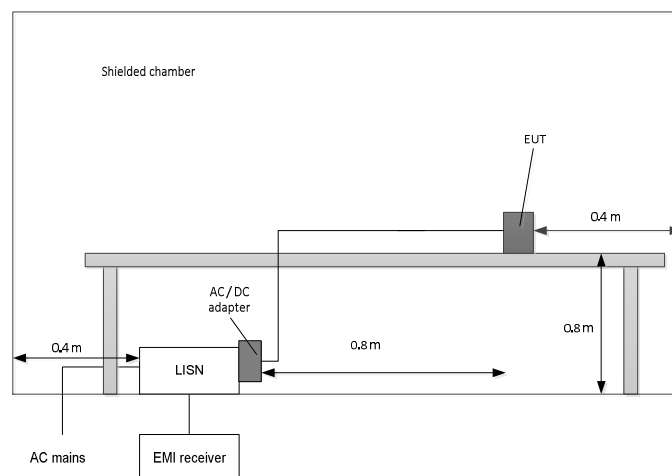 Shielded chamber
EUT
0.4 m
AC/DC
adapter
0.8 m
0.4 m
0.8 m
LISN
AC mains
EMI receiver